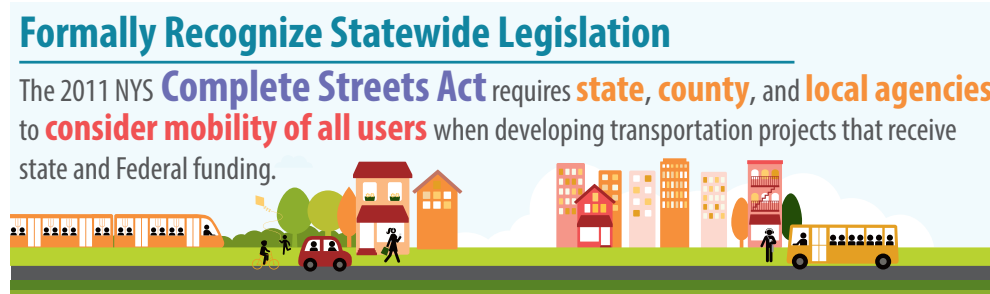 Formally Recognize Statewide Legislation
The 2011 NYS Complete Streets Act requires state, county, and local agencies
to consider mobility of all users when developing transportation projects that receive
state and Federal funding.